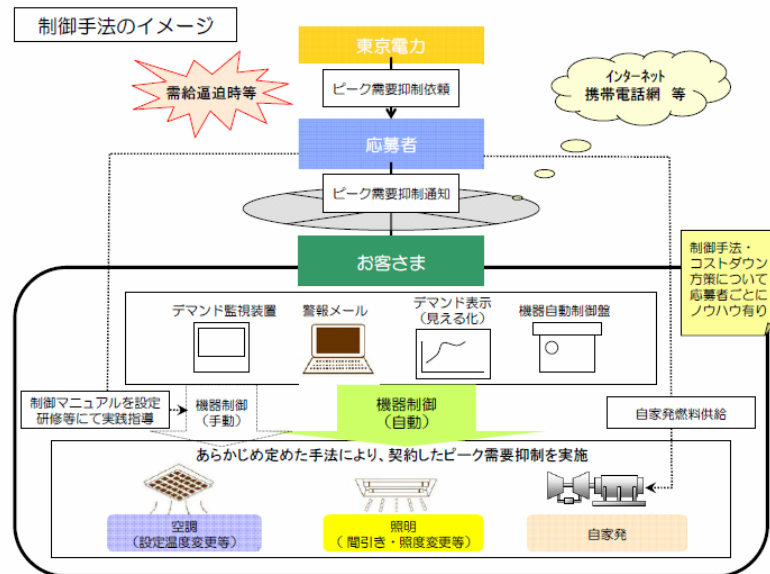 制御手法のイメージ
東京電力
需給逼迫時等
ピーク需要抑制依頼
インターネット
携帯電話網 等
応募者
ピーク需要抑制通知
お客さま
制御手法・
コストダウン
方策について
応募者ごとに
ノウハウ有り
デマンド監視装置
警報メール
デマンド表示
(見える化)
機器自動制御盤
制御マニュアルを設定
研修等にて実践指導
機器制御
(手動)
機器制御
(自動)
自家発燃料供給
あらかじめ定めた手法により、契約したピーク需要抑制を実施
空調
(設定温度変更等)
照明
( 間引き・照度変更等)
自家発